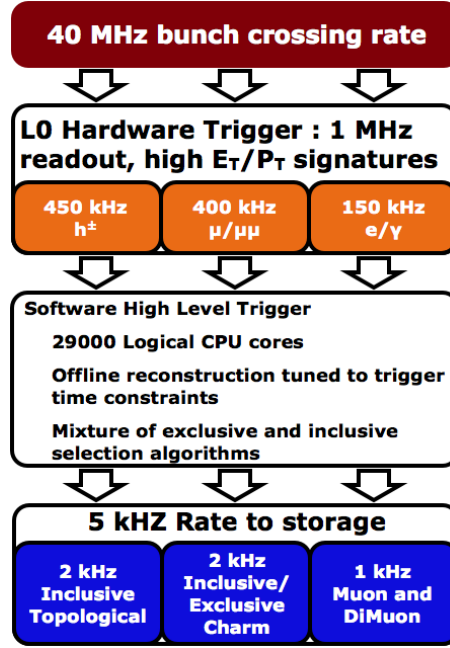 40 MHz bunch crossing rate
L0 Hardware Trigger : 1 MHz
readout, high E_T/P_T signatures
450 kHz
h±
400 kHz
μ/μμ
150 kHz
e/γ
Software High Level Trigger
29000 Logical CPU cores
Offline reconstruction tuned to trigger
time constraints
Mixture of exclusive and inclusive
selection algorithms
5 kHZ Rate to storage
2 kHz
Inclusive
Topological
2 kHz
Inclusive/
Exclusive
Charm
1 kHz
Muon and
DiMuon